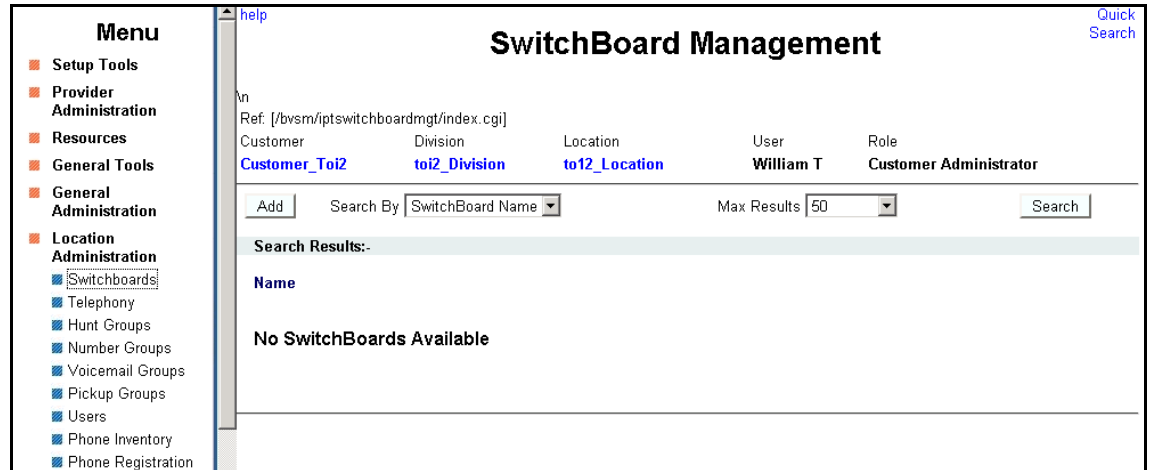 Menu
Setup Tools
Provider
Administration
Resources
General Tools
General
Administration
Location
Administration
Switchboards
Telephony
Hunt Groups
Number Groups
Voicemail Groups
Pickup Groups
Users
Phone Inventory
Phone Registration
help
Quick
Search
SwitchBoard Management
\n
Ref: [/bvsm/iptswitchboardmgt/index.cgi]
Customer Division Location User Role
Customer_Toi2 toi2_Division to12_Location William T Customer Administrator
Add Search By SwitchBoard Name Max Results 50 Search
Search Results:-
Name
No SwitchBoards Available